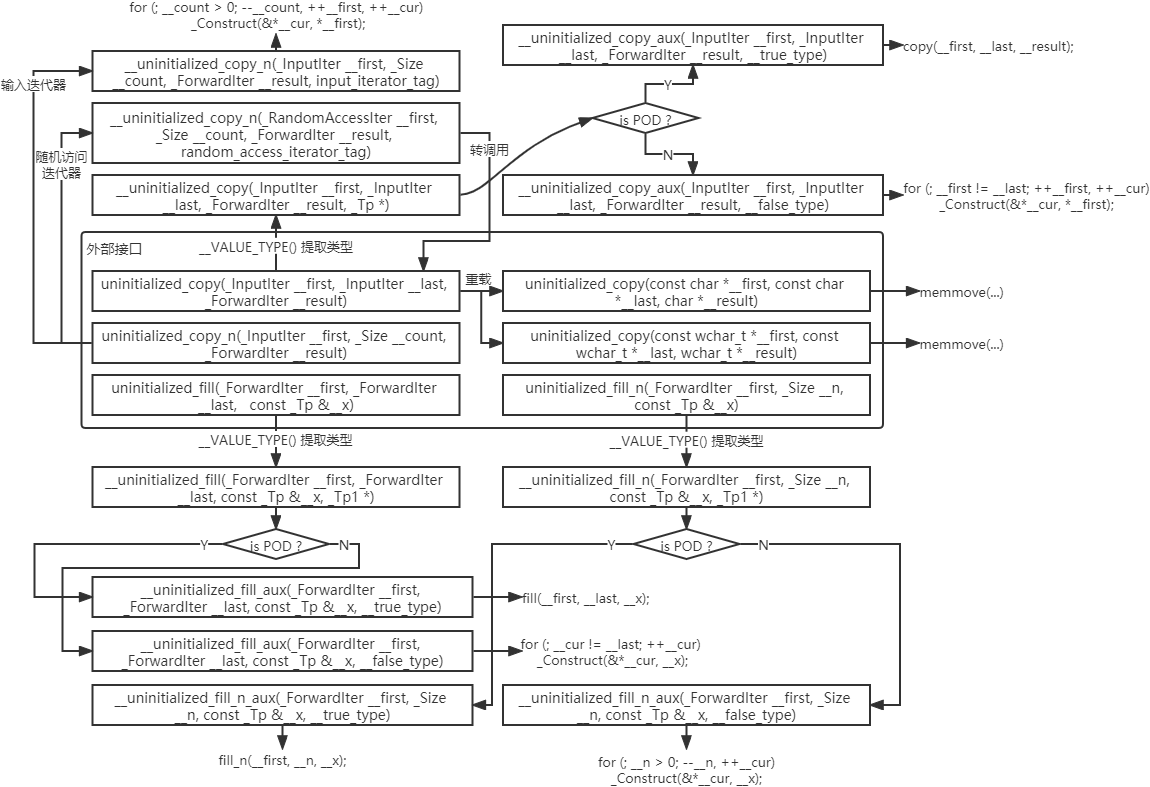 for (; __count > 0; --__count, ++__first, ++__cur)
_Construct(&*__cur, *__first);
__uninitialized_copy_n(_InputIter __first, _Size
__count, _ForwardIter __result, input_iterator_tag)
输入迭代器
__uninitialized_copy_n(_RandomAccessIter __first,
_Size __count, _ForwardIter __result,
random_access_iterator_tag)
随机访问
迭代器
转调用
__uninitialized_copy(_InputIter __first, _InputIter
__last, _ForwardIter __result, _Tp *)
__uninitialized_copy_aux(_InputIter __first, _InputIter
__last, _ForwardIter __result, __true_type)
copy(__first, __last, __result);
Y
is POD ?
N
__uninitialized_copy_aux(_InputIter __first, _InputIter
__last, _ForwardIter __result, __false_type)
for (; __first != __last; ++__first, ++__cur)
_Construct(&*__cur, *__first);
外部接口
__VALUE_TYPE() 提取类型
uninitialized_copy(_InputIter __first, _InputIter __last,
_ForwardIter __result)
重载
uninitialized_copy(const char *__first, const char
*__last, char *__result)
memmove(...)
uninitialized_copy_n(_InputIter __first, _Size __count,
_ForwardIter __result)
uninitialized_copy(const wchar_t *__first, const
wchar_t *__last, wchar_t *__result)
memmove(...)
uninitialized_fill(_ForwardIter __first, _ForwardIter
__last, const _Tp &__x)
uninitialized_fill_n(_ForwardIter __first, _Size __n,
const _Tp &__x)
__VALUE_TYPE() 提取类型
__VALUE_TYPE() 提取类型
__uninitialized_fill(_ForwardIter __first, _ForwardIter
__last, const _Tp &__x, _Tp1 *)
__uninitialized_fill_n(_ForwardIter __first, _Size __n,
const _Tp &__x, _Tp1 *)
Y
is POD ?
N
Y
is POD ?
N
__uninitialized_fill_aux(_ForwardIter __first,
_ForwardIter __last, const _Tp &__x, __true_type)
fill(__first, __last, __x);
__uninitialized_fill_aux(_ForwardIter __first,
_ForwardIter __last, const _Tp &__x, __false_type)
for (; __cur != __last; ++__cur)
_Construct(&*__cur, __x);
__uninitialized_fill_n_aux(_ForwardIter __first, _Size
__n, const _Tp &__x, __true_type)
__uninitialized_fill_n_aux(_ForwardIter __first, _Size
__n, const _Tp &__x, __false_type)
fill_n(__first, __n, __x);
for (; __n > 0; --__n, ++__cur)
_Construct(&*__cur, __x);